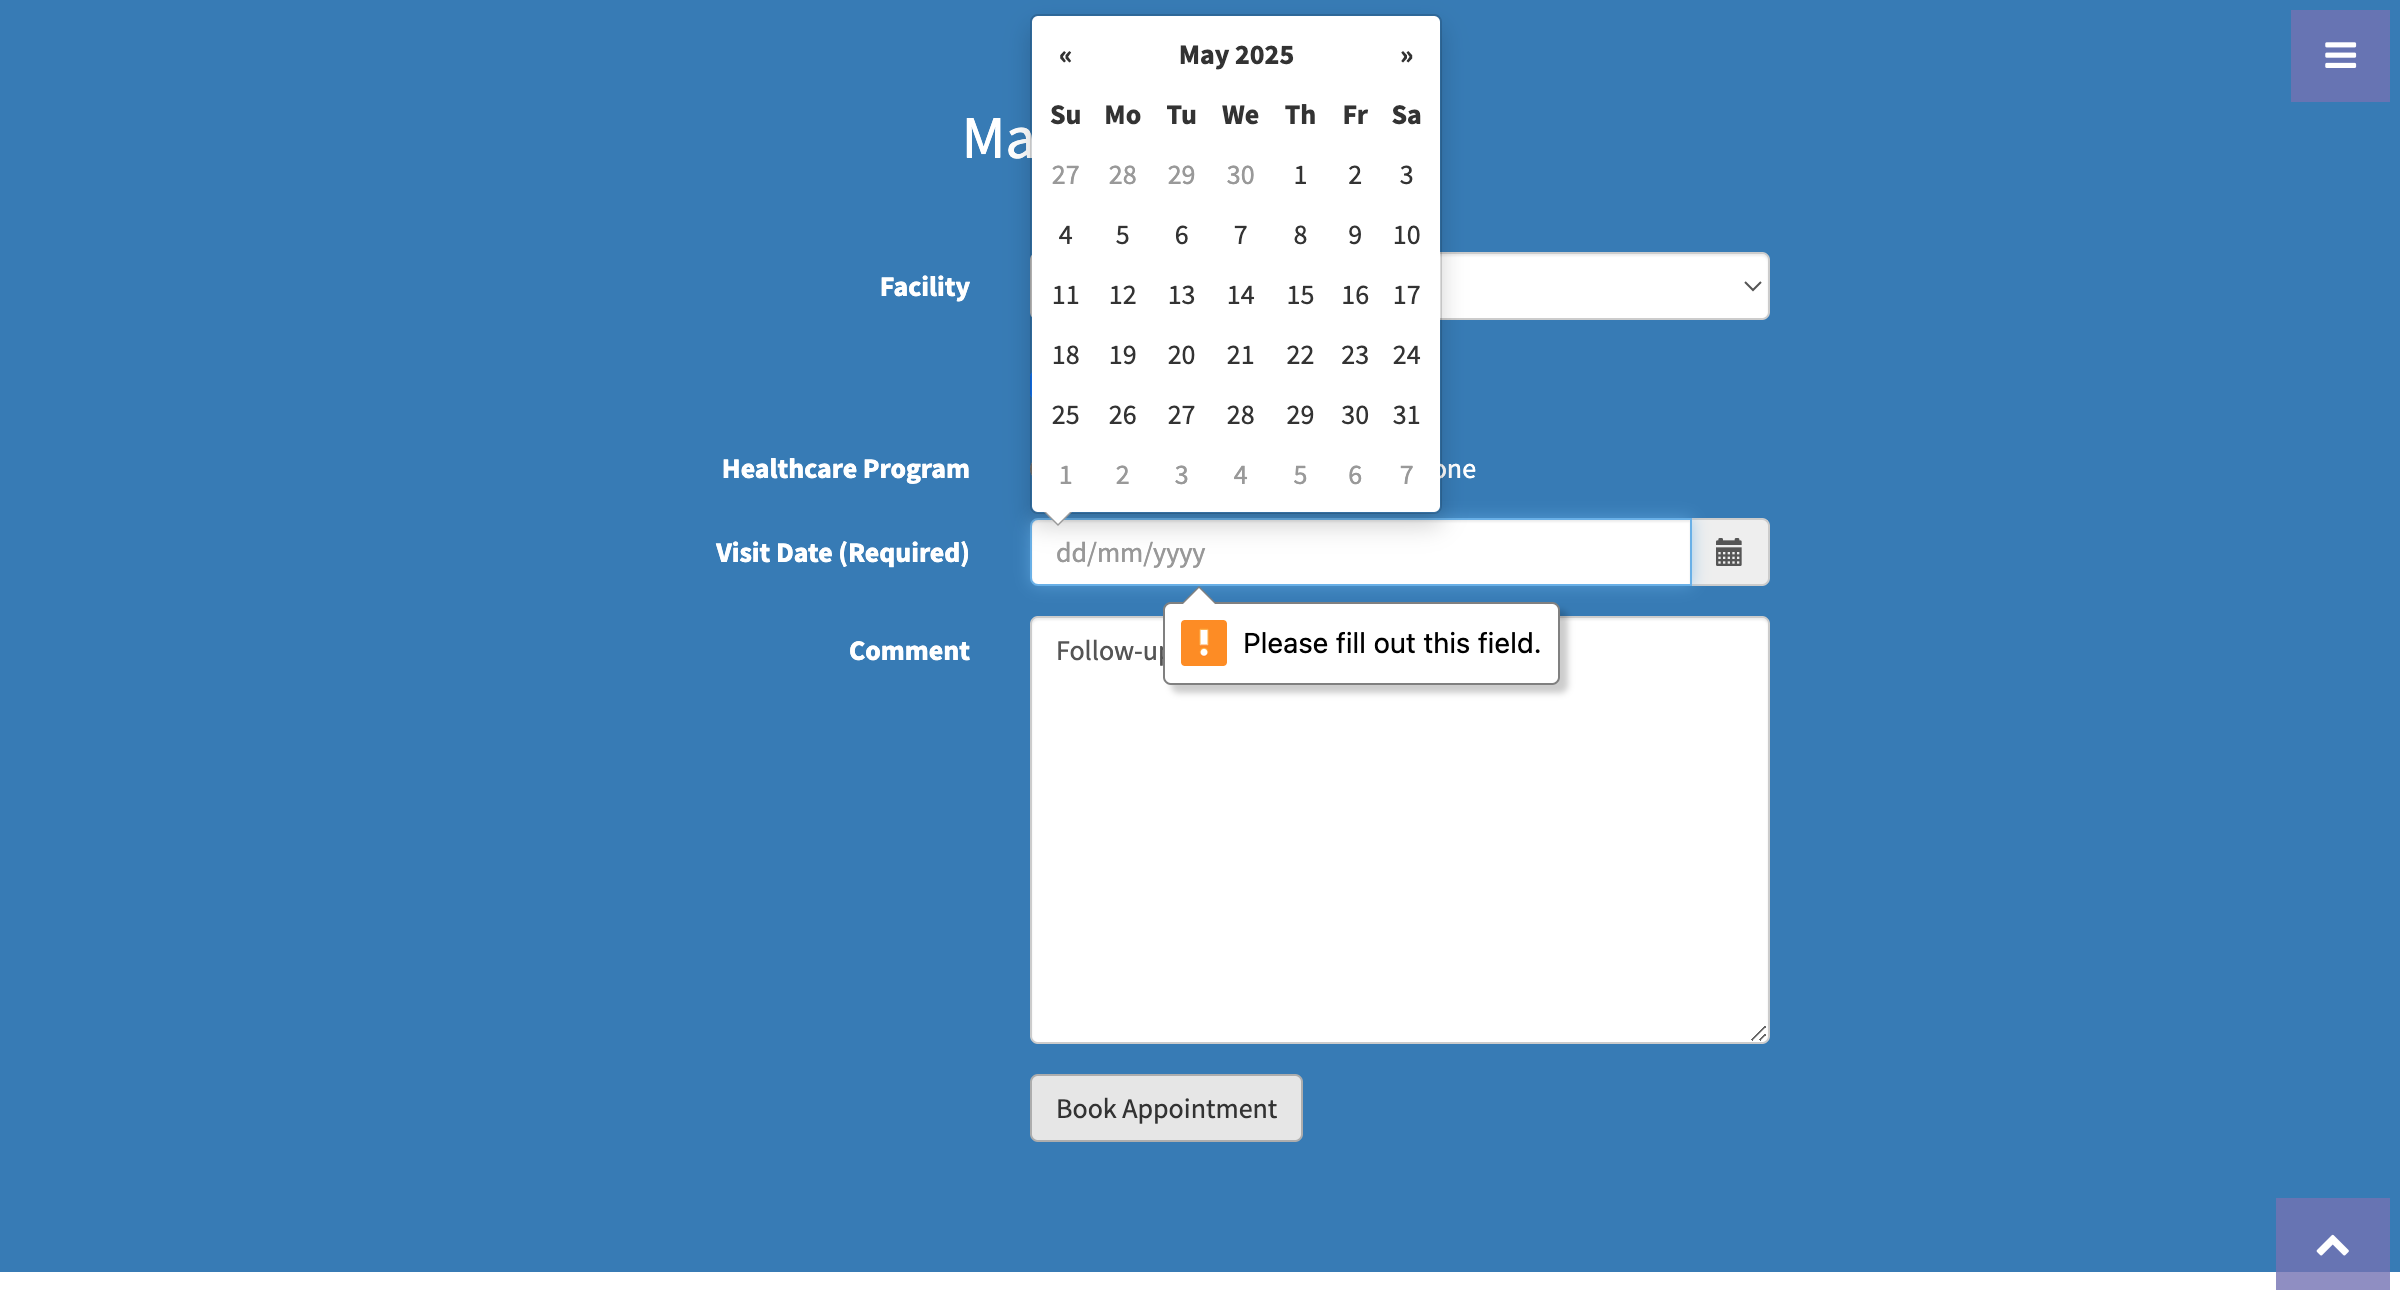 « May 2025 »
Su Mo Tu We Th Fr Sa
27 28 29 30 1 2 3
4 5 6 7 8 9 10
11 12 13 14 15 16 17
18 19 20 21 22 23 24
25 26 27 28 29 30 31
1 2 3 4 5 6 7
Facility
Healthcare Program
Visit Date (Required)
dd/mm/yyyy
Please fill out this field.
Comment
Book Appointment